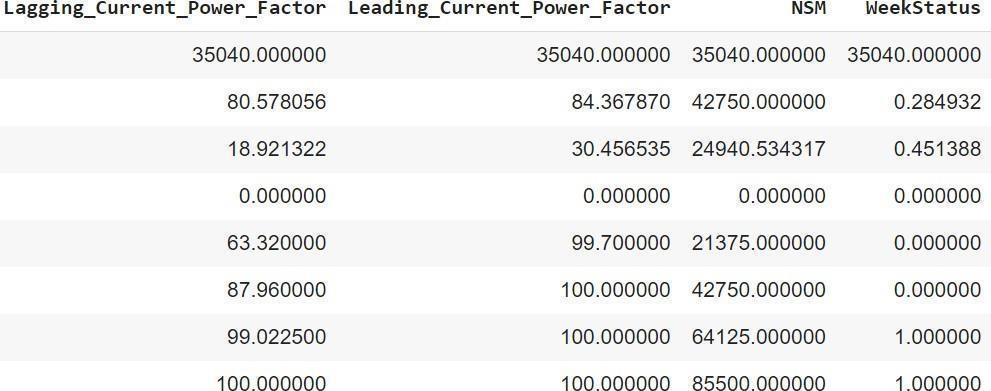 Lagging_Current_Power_Factor Leading_Current_Power_Factor NSM WeekStatus
35040.000000 35040.000000 35040.000000 35040.000000
80.578056 84.367870 42750.000000 0.284932
18.921322 30.456535 24940.534317 0.451388
0.000000 0.000000 0.000000 0.000000
63.320000 99.700000 21375.000000 0.000000
87.960000 100.000000 42750.000000 0.000000
99.022500 100.000000 64125.000000 1.000000
100.000000 100.000000 85500.000000 1.000000